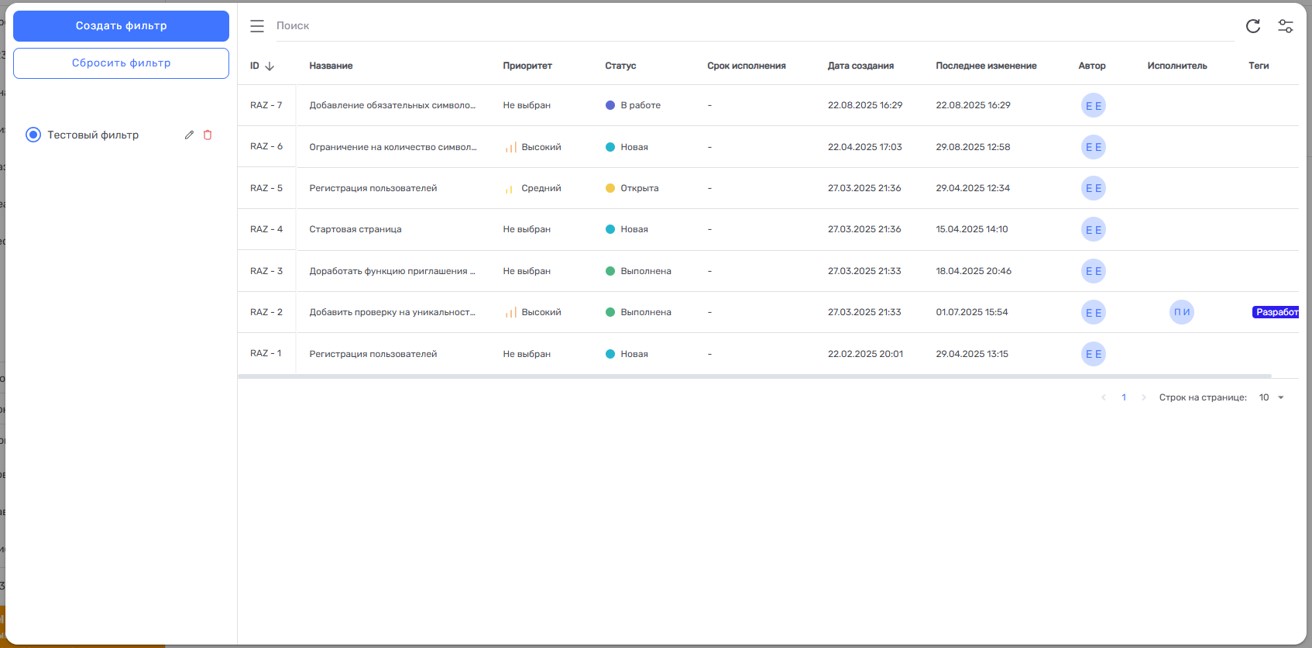 Создать фильтр
Сбросить фильтр
Тестовый фильтр
Поиск
ID Название Приоритет Статус Срок исполнения Дата создания Последнее изменение Автор Исполнитель Теги
RAZ - 7 Добавление обязательных символо... Не выбран В работе - 22.08.2025 16:29 22.08.2025 16:29 E E
RAZ - 6 Ограничение на количество символ... Высокий Новая - 22.04.2025 17:03 29.08.2025 12:58 E E
RAZ - 5 Регистрация пользователей Средний Открыта - 27.03.2025 21:36 29.04.2025 12:34 E E
RAZ - 4 Стартовая страница Не выбран Новая - 27.03.2025 21:36 15.04.2025 14:10 E E
RAZ - 3 Доработать функцию приглашения ... Не выбран Выполнена - 27.03.2025 21:33 18.04.2025 20:46 E E
RAZ - 2 Добавить проверку на уникальност... Высокий Выполнена - 27.03.2025 21:33 01.07.2025 15:54 E E П И Разработ
RAZ - 1 Регистрация пользователей Не выбран Новая - 22.02.2025 20:01 29.04.2025 13:15 E E
1 Строк на странице: 10